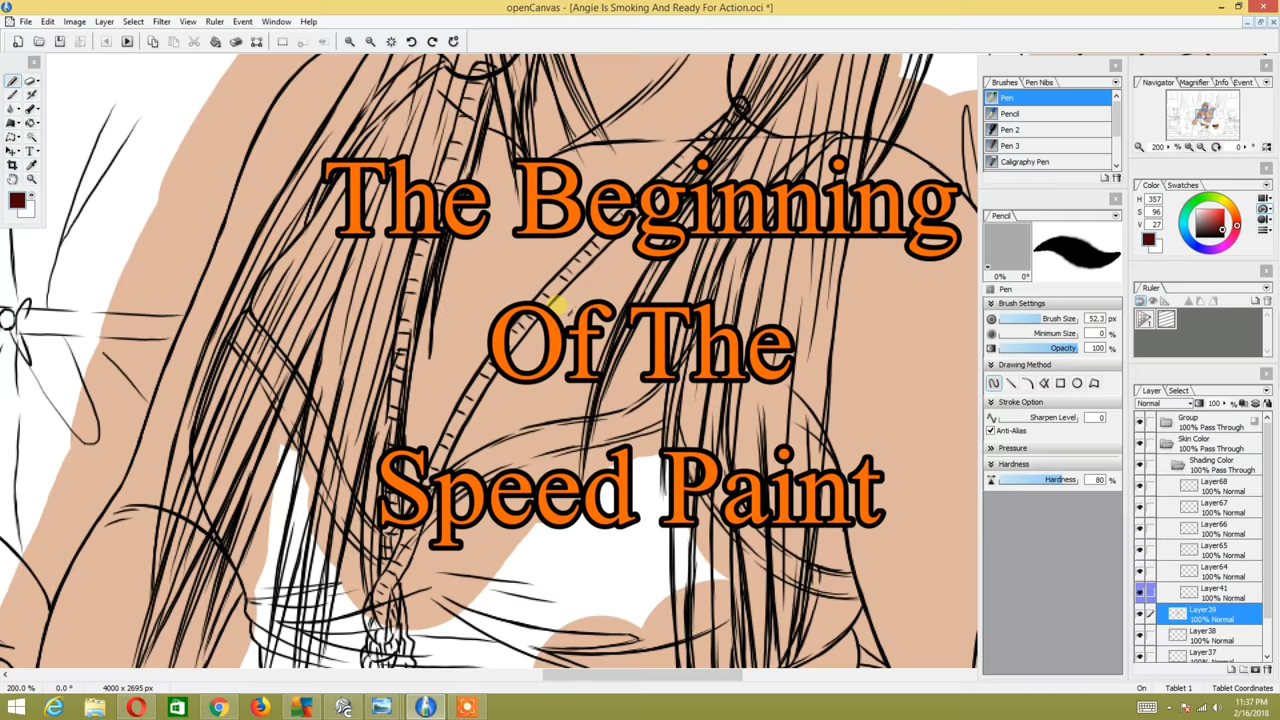 openCanvas - [Angie Is Smoking And Ready For Action.oci *]
File Edit Image Layer Select Filter View Ruler Event Window Help
Brushes Pen Nibs
Pen
Pencil
Pen 2
Pen 3
Caligraphy Pen
Pencil
0% 0°
Pen
Brush Settings
Brush Size 52.3 px
Minimum Size 0 %
Opacity 100 %
Drawing Method
Stroke Option
Sharpen Level 0
Anti-Alias
Pressure
Hardness
Hardness 80 %
Navigator Magnifier Info Event
200 % 0 °
Color Swatches
H 357
S 96
V 27
Ruler
Layer Select
Normal 100 %
Group
100% Pass Through
Skin Color
100% Pass Through
Shading Color
100% Pass Through
Layer68
100% Normal
Layer67
100% Normal
Layer66
100% Normal
Layer65
100% Normal
Layer64
100% Normal
Layer41
100% Normal
Layer39
100% Normal
Layer38
100% Normal
Layer37
The Beginning
Of The
Speed Paint
200.0 % 0.0 ° 4000 x 2695 px
On Tablet 1 Tablet Coordinates
11:37 PM
2/16/2018